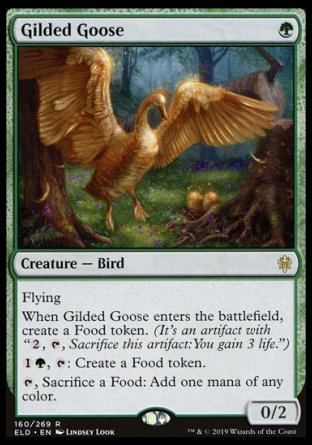 Gilded Goose
Creature — Bird
Flying
When Gilded Goose enters the battlefield,
create a Food token. (It's an artifact with
“2, , Sacrifice this artifact:You gain 3 life.”)
1 , : Create a Food token.
, Sacrifice a Food: Add one mana of any
color.
0/2
160/269 R
ELD • EN Lindsey Look
™ & © 2019 Wizards of the Coast